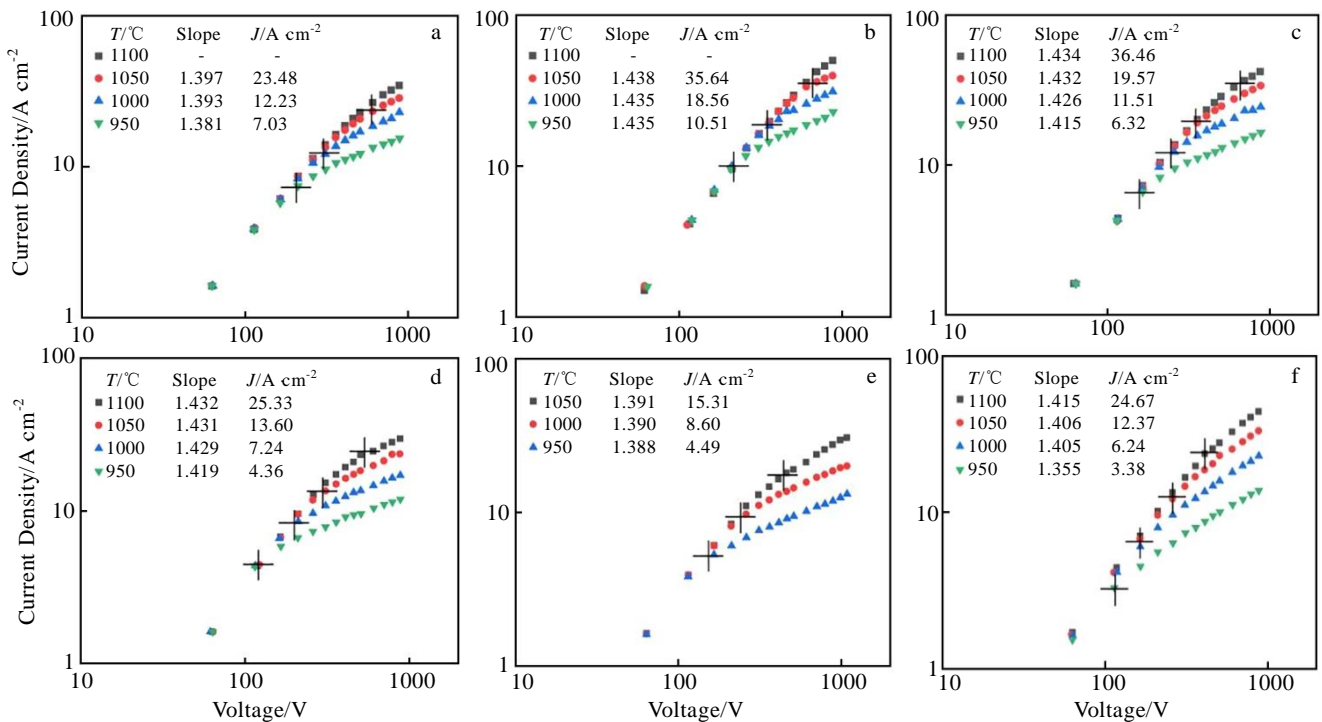 Current Density/A cm-2
100
10
1
10
100
1000
a
T/℃ Slope J/A cm-2
1100 - -
1050 1.397 23.48
1000 1.393 12.23
950 1.381 7.03
100
10
1
10
100
1000
b
T/℃ Slope J/A cm-2
1100 - -
1050 1.438 35.64
1000 1.435 18.56
950 1.435 10.51
100
10
1
10
100
1000
c
T/℃ Slope J/A cm-2
1100 1.434 36.46
1050 1.432 19.57
1000 1.426 11.51
950 1.415 6.32
Current Density/A cm-2
100
10
1
10
100
1000
Voltage/V
d
T/℃ Slope J/A cm-2
1100 1.432 25.33
1050 1.431 13.60
1000 1.429 7.24
950 1.419 4.36
100
10
1
10
100
1000
Voltage/V
e
T/℃ Slope J/A cm-2
1050 1.391 15.31
1000 1.390 8.60
950 1.388 4.49
100
10
1
10
100
1000
Voltage/V
f
T/℃ Slope J/A cm-2
1100 1.415 24.67
1050 1.406 12.37
1000 1.405 6.24
950 1.355 3.38